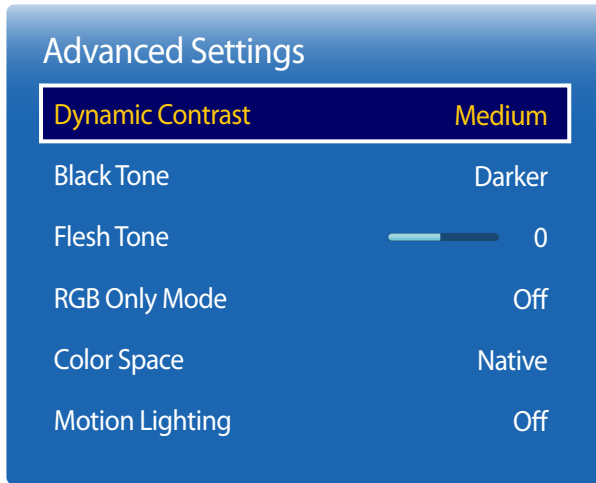 Advanced Settings
Dynamic Contrast Medium
Black Tone Darker
Flesh Tone 0
RGB Only Mode Off
Color Space Native
Motion Lighting Off